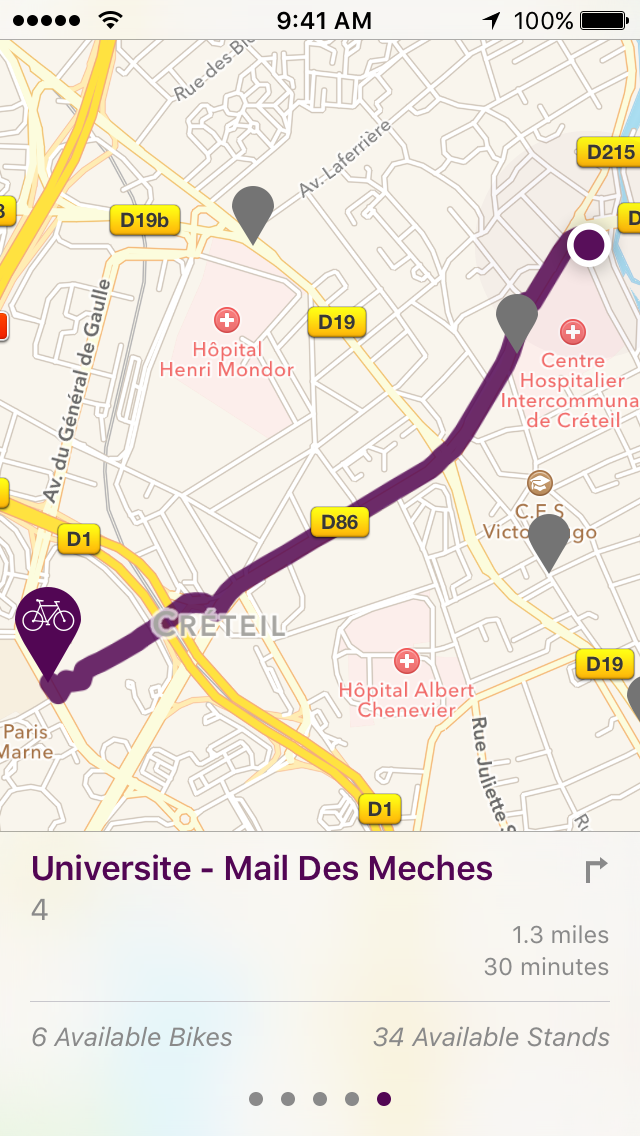 9:41 AM
100%
Rue des Bi
Av. Laferrière
D215
D19b
D
Av. du Général de Gaulle
D19
Hôpital
Henri Mondor
Centre
Hospitalier
Intercommuna
de Créteil
C.E.S
Victo
go
D86
D1
CRÉTEIL
Hôpital Albert
Chenevier
D19
Paris
Marne
Rue Juliette S
D1
Universite - Mail Des Meches
4
1.3 miles
30 minutes
6 Available Bikes
34 Available Stands